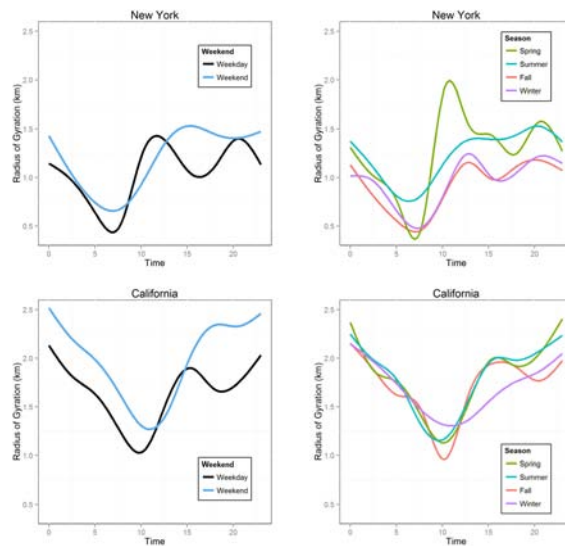 New York
Radius of Gyration (km)
2.5
2.0
1.5
1.0
0.5
Weekend
Weekday
Weekend
0
5
10
15
20
Time
New York
Radius of Gyration (km)
2.5
2.0
1.5
1.0
0.5
Season
Spring
Summer
Fall
Winter
0
5
10
15
20
Time
California
Radius of Gyration (km)
2.5
2.0
1.5
1.0
0.5
Weekend
Weekday
Weekend
0
5
10
15
20
Time
California
Radius of Gyration (km)
2.5
2.0
1.5
1.0
0.5
Season
Spring
Summer
Fall
Winter
0
5
10
15
20
Time